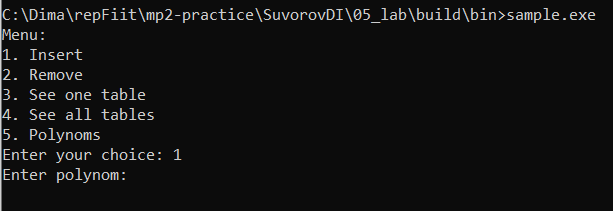 C:\Dima\repFiit\mp2-practice\SuvorovDI\05_lab\build\bin>sample.exe
Menu:
1. Insert
2. Remove
3. See one table
4. See all tables
5. Polynoms
Enter your choice: 1
Enter polynom: